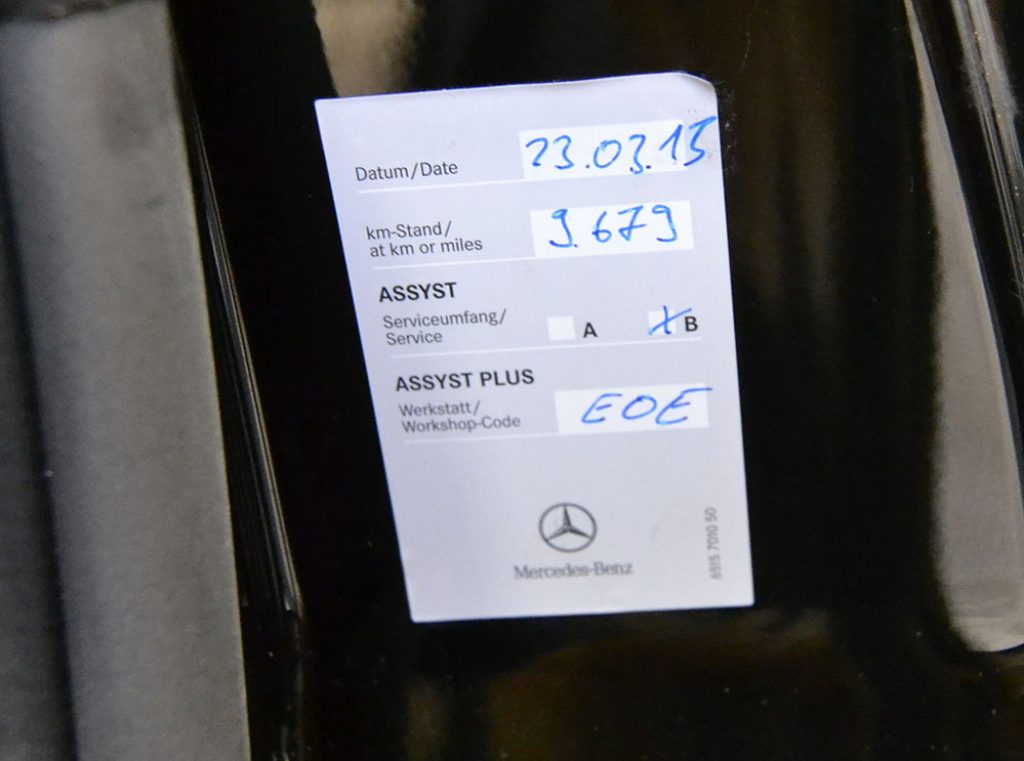 Datum/Date 23.03.15
km-Stand/
at km or miles 9.679
ASSYST
Serviceumfang/
Service A B
ASSYST PLUS
Werkstatt/
Workshop-Code EOE
Mercedes-Benz
6515 7010 50